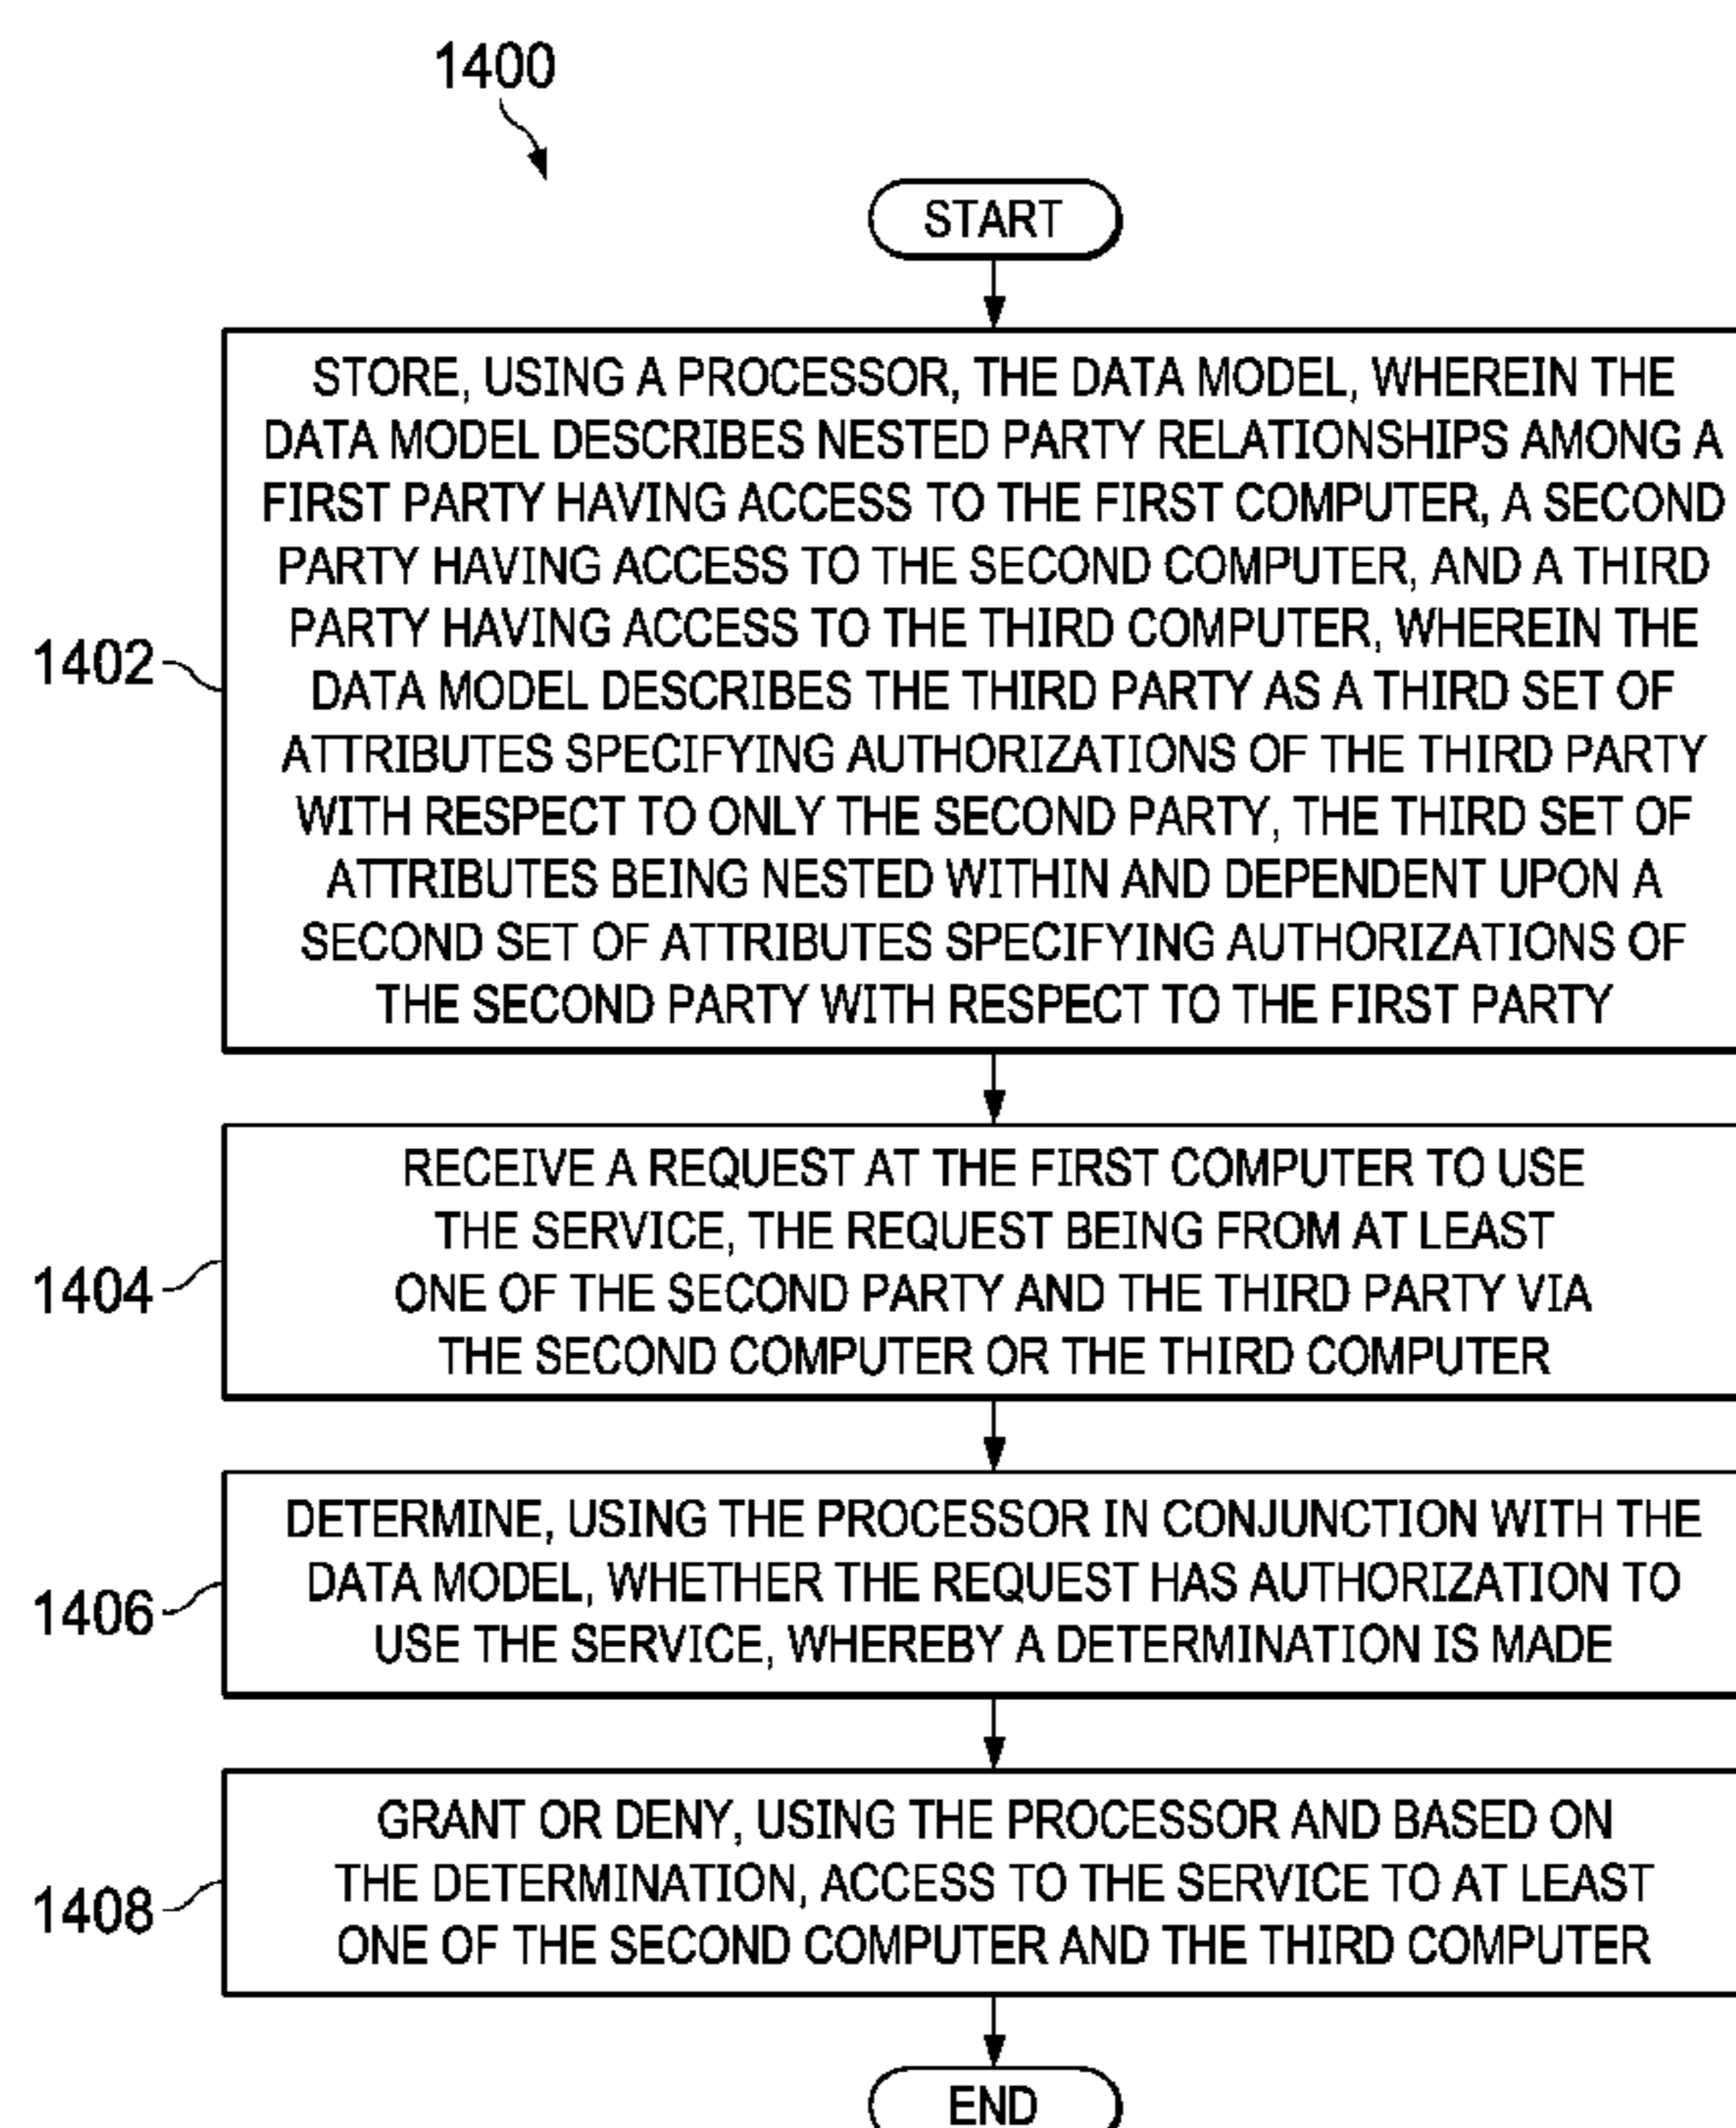 1400
START
STORE, USING A PROCESSOR, THE DATA MODEL, WHEREIN THE
DATA MODEL DESCRIBES NESTED PARTY RELATIONSHIPS AMONG A
FIRST PARTY HAVING ACCESS TO THE FIRST COMPUTER, A SECOND
PARTY HAVING ACCESS TO THE SECOND COMPUTER, AND A THIRD
PARTY HAVING ACCESS TO THE THIRD COMPUTER, WHEREIN THE
1402
DATA MODEL DESCRIBES THE THIRD PARTY AS A THIRD SET OF
ATTRIBUTES SPECIFYING AUTHORIZATIONS OF THE THIRD PARTY
WITH RESPECT TO ONLY THE SECOND PARTY, THE THIRD SET OF
ATTRIBUTES BEING NESTED WITHIN AND DEPENDENT UPON A
SECOND SET OF ATTRIBUTES SPECIFYING AUTHORIZATIONS OF
THE SECOND PARTY WITH RESPECT TO THE FIRST PARTY
RECEIVE A REQUEST AT THE FIRST COMPUTER TO USE
THE SERVICE, THE REQUEST BEING FROM AT LEAST
1404
ONE OF THE SECOND PARTY AND THE THIRD PARTY VIA
THE SECOND COMPUTER OR THE THIRD COMPUTER
DETERMINE, USING THE PROCESSOR IN CONJUNCTION WITH THE
DATA MODEL, WHETHER THE REQUEST HAS AUTHORIZATION TO
1406
USE THE SERVICE, WHEREBY A DETERMINATION IS MADE
GRANT OR DENY, USING THE PROCESSOR AND BASED ON
THE DETERMINATION, ACCESS TO THE SERVICE TO AT LEAST
1408
ONE OF THE SECOND COMPUTER AND THE THIRD COMPUTER
END